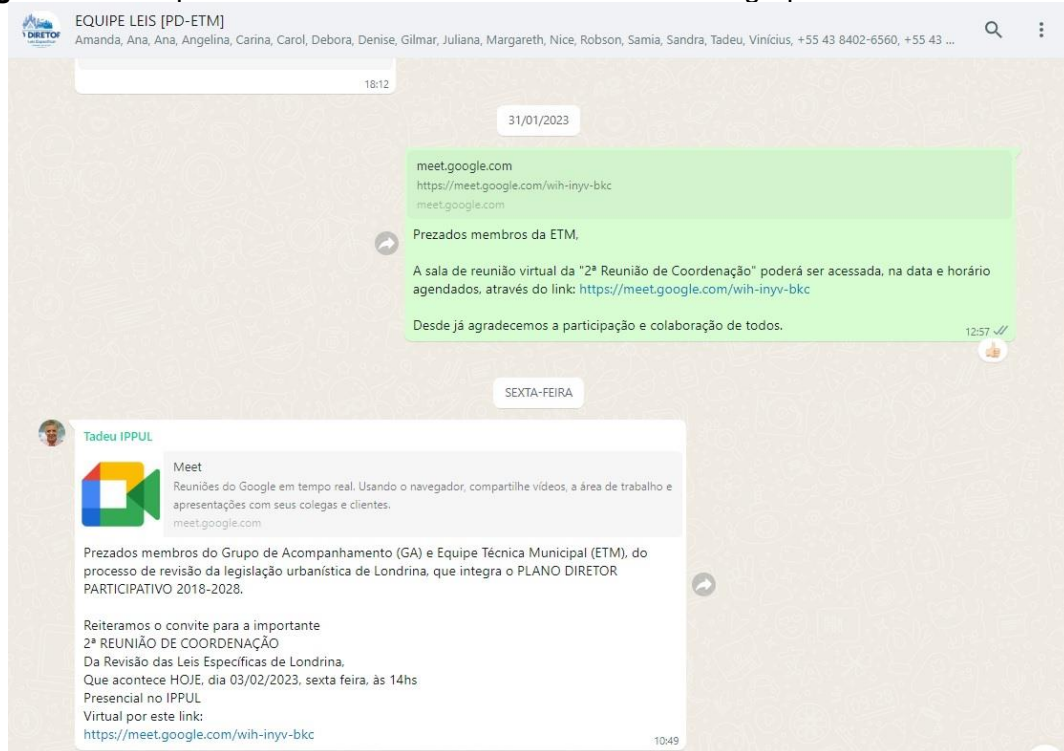 EQUIPE LEIS [PD-ETM]
Amanda, Ana, Ana, Angelina, Carina, Carol, Debora, Denise, Gilmar, Juliana, Margareth, Nice, Robson, Samia, Sandra, Tadeu, Vinícius, +55 43 8402-6560, +55 43 ...
DIRETOR
18:12
31/01/2023
meet.google.com
https://meet.google.com/wih-inyv-bkc
meet.google.com
Prezados membros da ETM,
A sala de reunião virtual da "2ª Reunião de Coordenação" poderá ser acessada, na data e horário
agendados, através do link: https://meet.google.com/wih-inyv-bkc
Desde já agradecemos a participação e colaboração de todos.
12:57
SEXTA-FEIRA
Tadeu IPPUL
Meet
Reuniões do Google em tempo real. Usando o navegador, compartilhe vídeos, a área de trabalho e
apresentações com seus colegas e clientes.
meet.google.com
Prezados membros do Grupo de Acompanhamento (GA) e Equipe Técnica Municipal (ETM), do
processo de revisão da legislação urbanística de Londrina, que integra o PLANO DIRETOR
PARTICIPATIVO 2018-2028.
Reiteramos o convite para a importante
2ª REUNIÃO DE COORDENAÇÃO
Da Revisão das Leis Específicas de Londrina,
Que acontece HOJE, dia 03/02/2023, sexta feira, às 14hs
Presencial no IPPUL
Virtual por este link:
https://meet.google.com/wih-inyv-bkc
10:49